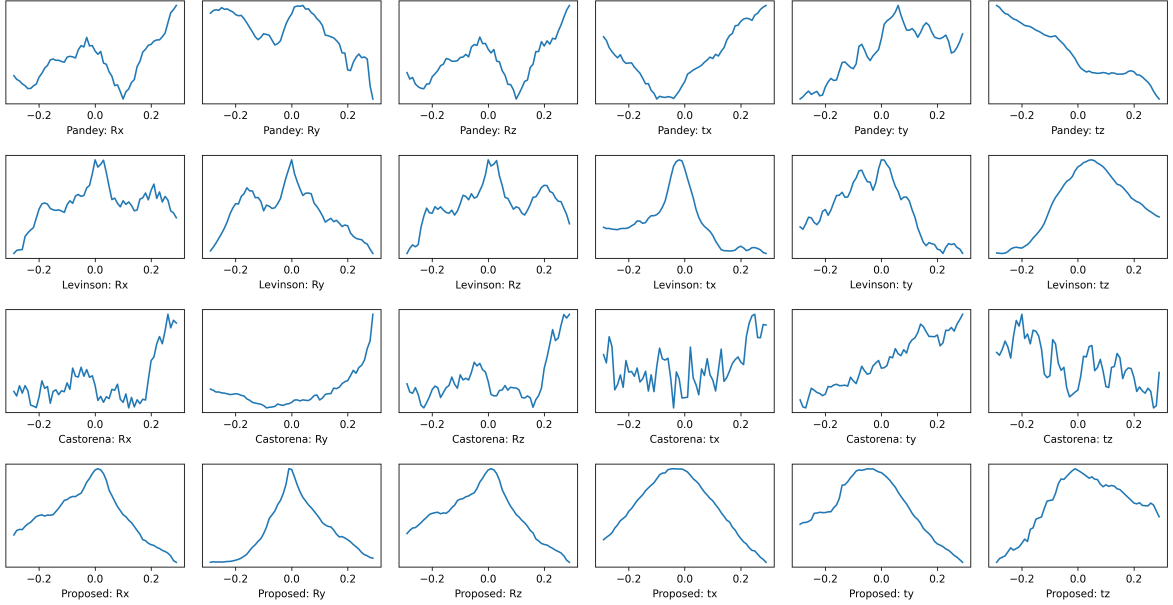 −0.2 0.0 0.2 −0.2 0.0 0.2 −0.2 0.0 0.2 −0.2 0.0 0.2 −0.2 0.0 0.2 −0.2 0.0 0.2
Pandey: Rx Pandey: Ry Pandey: Rz Pandey: tx Pandey: ty Pandey: tz
−0.2 0.0 0.2 −0.2 0.0 0.2 −0.2 0.0 0.2 −0.2 0.0 0.2 −0.2 0.0 0.2 −0.2 0.0 0.2
Levinson: Rx Levinson: Ry Levinson: Rz Levinson: tx Levinson: ty Levinson: tz
−0.2 0.0 0.2 −0.2 0.0 0.2 −0.2 0.0 0.2 −0.2 0.0 0.2 −0.2 0.0 0.2 −0.2 0.0 0.2
Castorena: Rx Castorena: Ry Castorena: Rz Castorena: tx Castorena: ty Castorena: tz
−0.2 0.0 0.2 −0.2 0.0 0.2 −0.2 0.0 0.2 −0.2 0.0 0.2 −0.2 0.0 0.2 −0.2 0.0 0.2
Proposed: Rx Proposed: Ry Proposed: Rz Proposed: tx Proposed: ty Proposed: tz